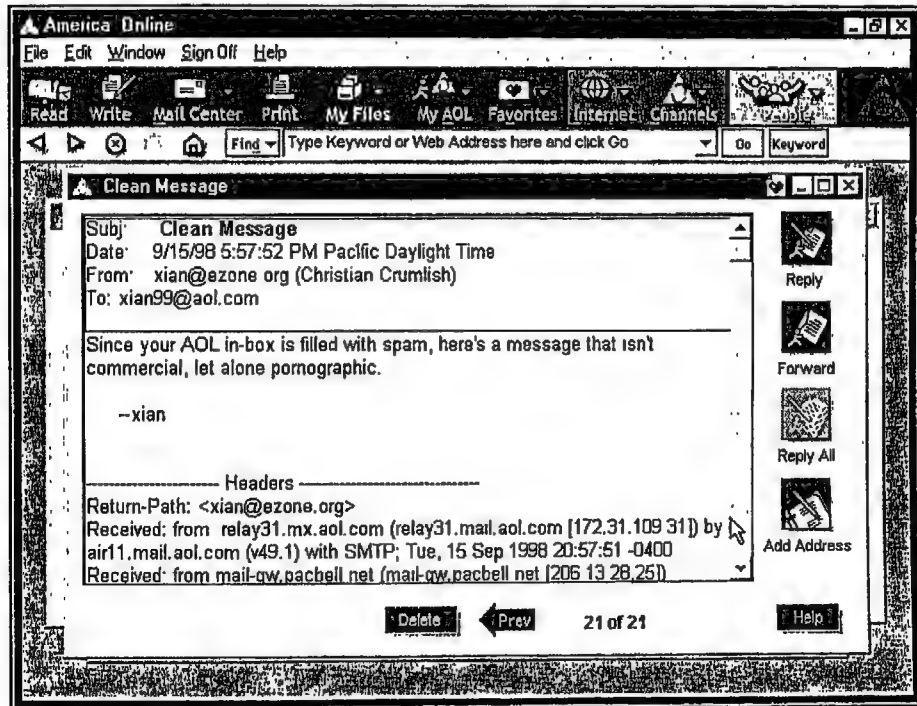 America Online
File Edit Window Sign Off Help
Read Write Mail Center Print My Files My AOL Favorites Internet Channels People
Find Type Keyword or Web Address here and click Go Go Keyword
Clean Message
Subj: Clean Message
Date: 9/15/98 5:57:52 PM Pacific Daylight Time
From: xian@ezone org (Christian Crumlish)
To: xian99@aol.com
Reply
Since your AOL in-box is filled with spam, here's a message that isn't
commercial, let alone pornographic.
Forward
--xian
Reply All
-------------------- Headers --------------------------
Return-Path: <xian@ezone.org>
Received: from relay31.mx.aol.com (relay31.mail.aol.com [172.31.109 31]) by
air11.mail.aol.com (v49.1) with SMTP; Tue, 15 Sep 1998 20:57:51 -0400
Add Address
Received: from mail-gw.pacbell net (mail-gw.pacbell net [206 13 28.25])
Delete Prev 21 of 21 Help